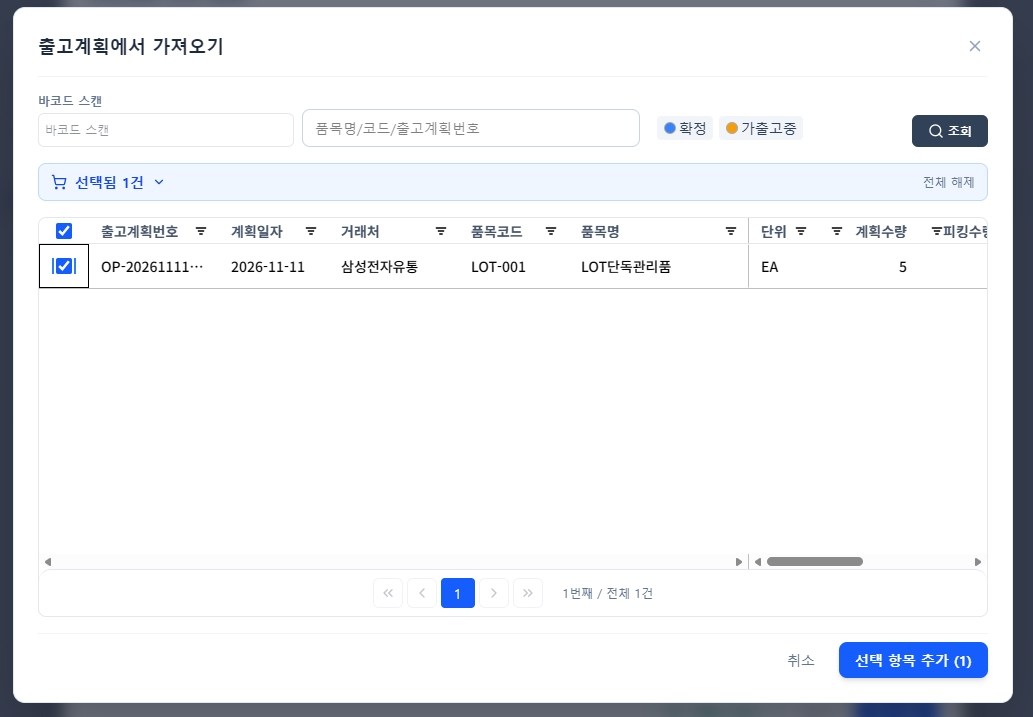 출고계획에서 가져오기
바코드 스캔
바코드 스캔 품목명/코드/출고계획번호 확정 가출고중 조회
선택됨 1건 전체 해제
출고계획번호 계획일자 거래처 품목코드 품목명 단위 계획수량 피킹수량
OP-20261111··· 2026-11-11 삼성전자유통 LOT-001 LOT단독관리품 EA 5
« ‹ 1 › » 1번째 / 전체 1건
취소 선택 항목 추가 (1)